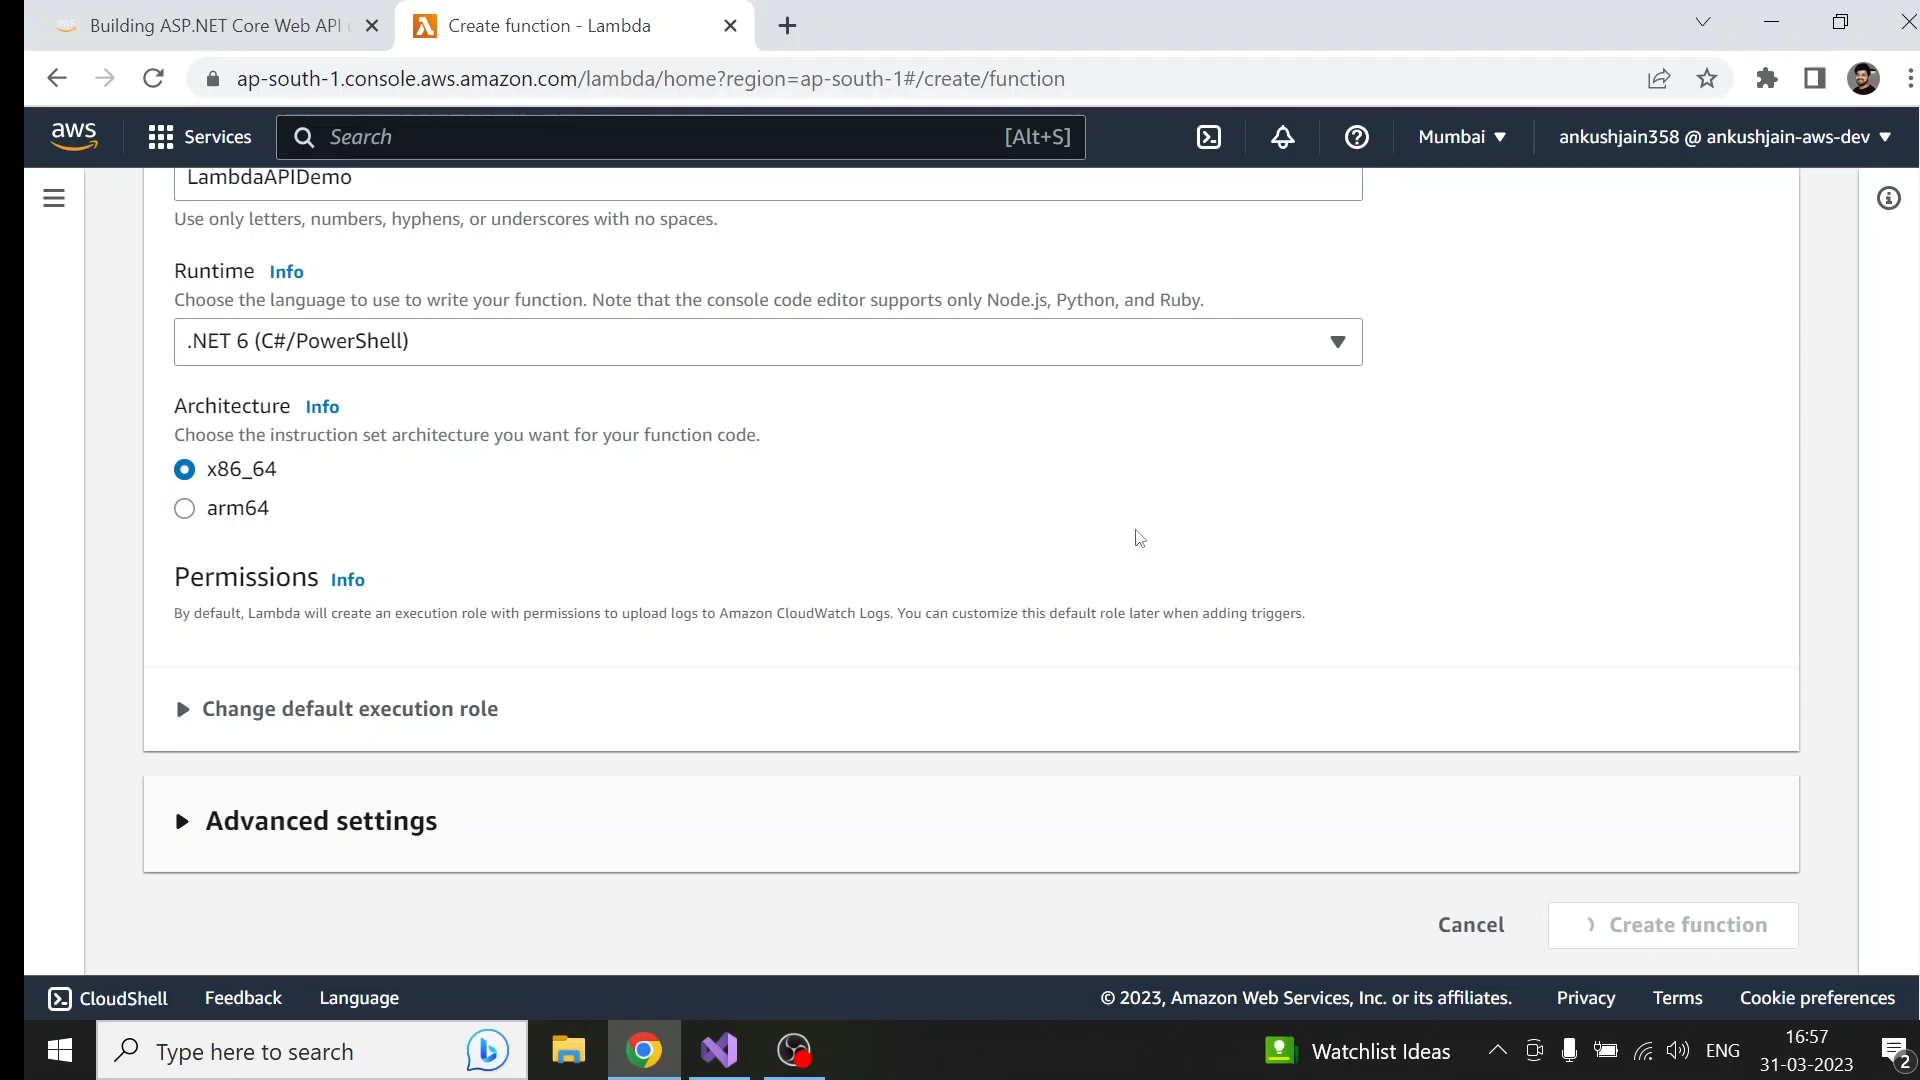 Building ASP.NET Core Web API
Create function - Lambda
ap-south-1.console.aws.amazon.com/lambda/home?region=ap-south-1#/create/function
aws
Services
Search
[Alt+S]
Mumbai
ankushjain358 @ ankushjain-aws-dev
LambdaAPIDemo
Use only letters, numbers, hyphens, or underscores with no spaces.
Runtime Info
Choose the language to use to write your function. Note that the console code editor supports only Node.js, Python, and Ruby.
.NET 6 (C#/PowerShell)
Architecture Info
Choose the instruction set architecture you want for your function code.
x86_64
arm64
Permissions Info
By default, Lambda will create an execution role with permissions to upload logs to Amazon CloudWatch Logs. You can customize this default role later when adding triggers.
Change default execution role
Advanced settings
Cancel
Create function
CloudShell
Feedback
Language
© 2023, Amazon Web Services, Inc. or its affiliates.
Privacy
Terms
Cookie preferences
Type here to search
Watchlist Ideas
ENG
16:57
31-03-2023
2